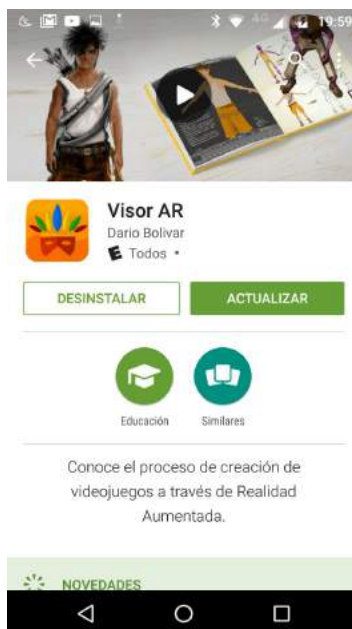 4G 19:59
Visor AR
Dario Bolivar
E Todos •
DESINSTALAR ACTUALIZAR
Educación Similares
Conoce el proceso de creación de
videojuegos a través de Realidad
Aumentada.
NOVEDADES